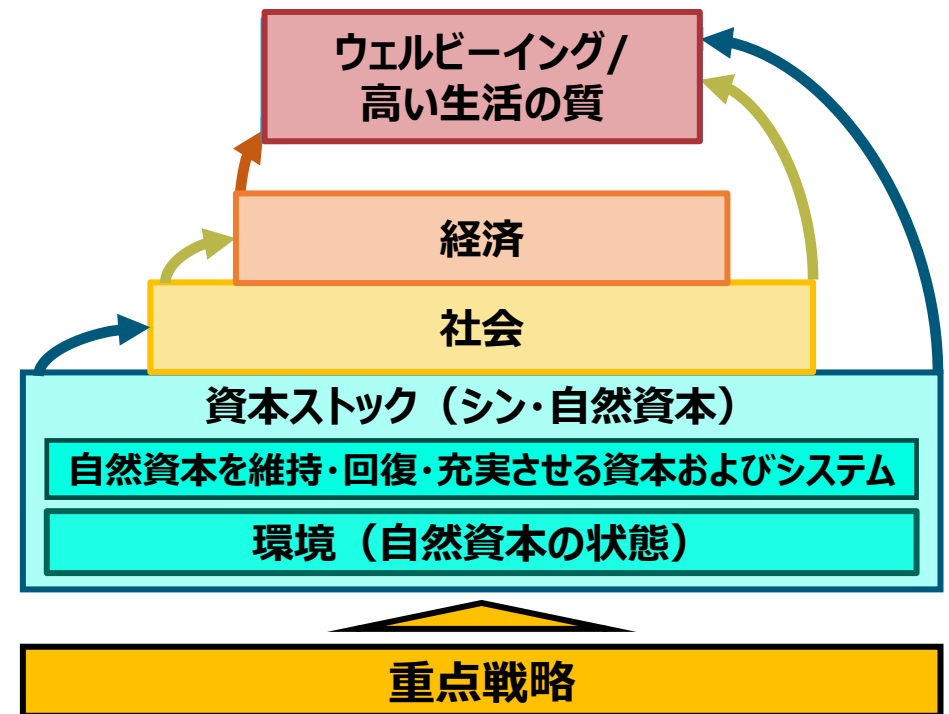 ウェルビーイング/
高い生活の質
経済
社会
資本ストック（シン・自然資本）
自然資本を維持・回復・充実させる資本およびシステム
環境（自然資本の状態）
重点戦略